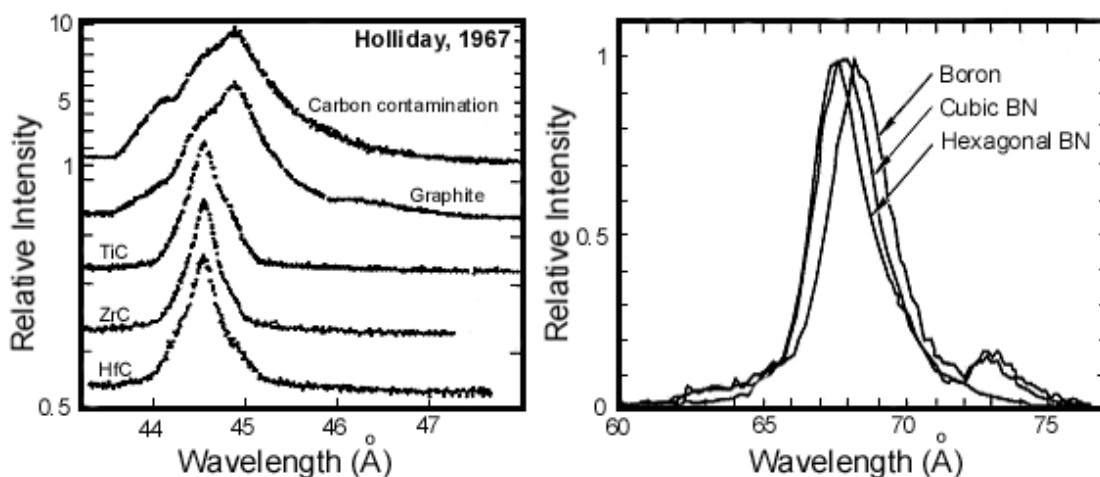 10
5
1
0.5
Relative Intensity
Holliday, 1967
Carbon contamination
Graphite
TiC
ZrC
HfC
44
45
46
47
Wavelength (Å)
1
0.5
0
Relative Intensity
Boron
Cubic BN
Hexagonal BN
60
65
70
75
Wavelength (Å)